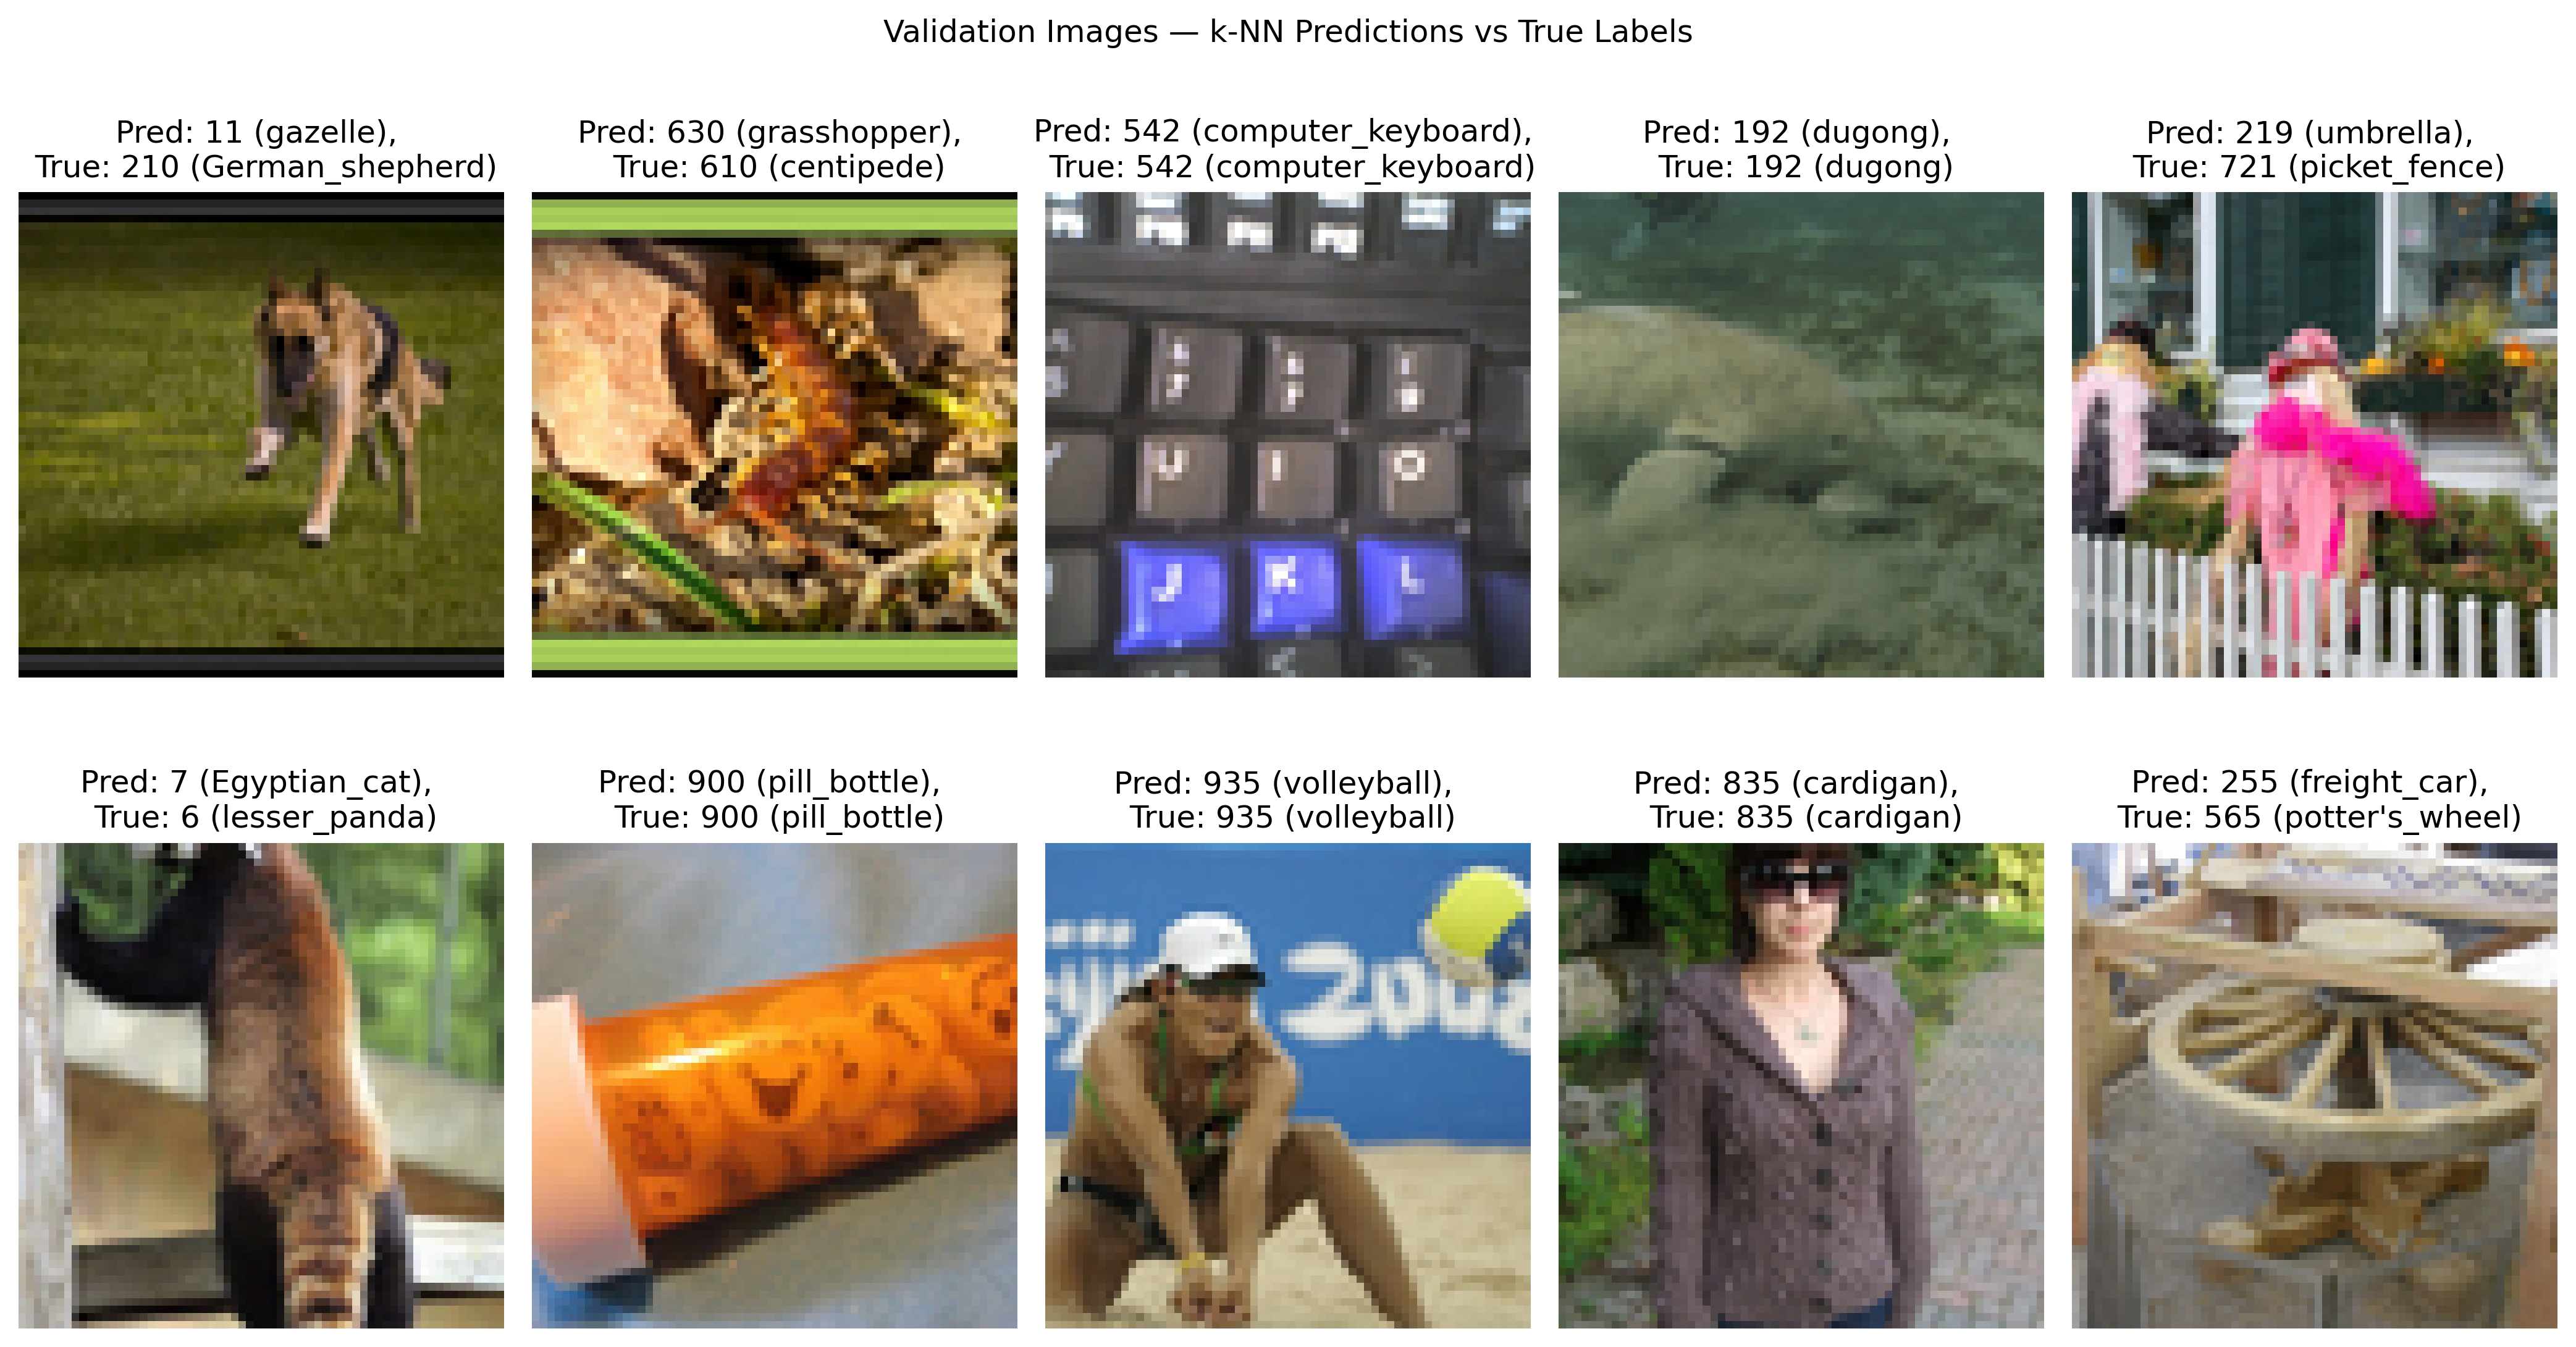 Validation Images — k-NN Predictions vs True Labels
Pred: 11 (gazelle),
True: 210 (German_shepherd)
Pred: 630 (grasshopper),
True: 610 (centipede)
Pred: 542 (computer_keyboard),
True: 542 (computer_keyboard)
Pred: 192 (dugong),
True: 192 (dugong)
Pred: 219 (umbrella),
True: 721 (picket_fence)
U I O
J K L
Pred: 7 (Egyptian_cat),
True: 6 (lesser_panda)
Pred: 900 (pill_bottle),
True: 900 (pill_bottle)
Pred: 935 (volleyball),
True: 935 (volleyball)
Pred: 835 (cardigan),
True: 835 (cardigan)
Pred: 255 (freight_car),
True: 565 (potter's_wheel)